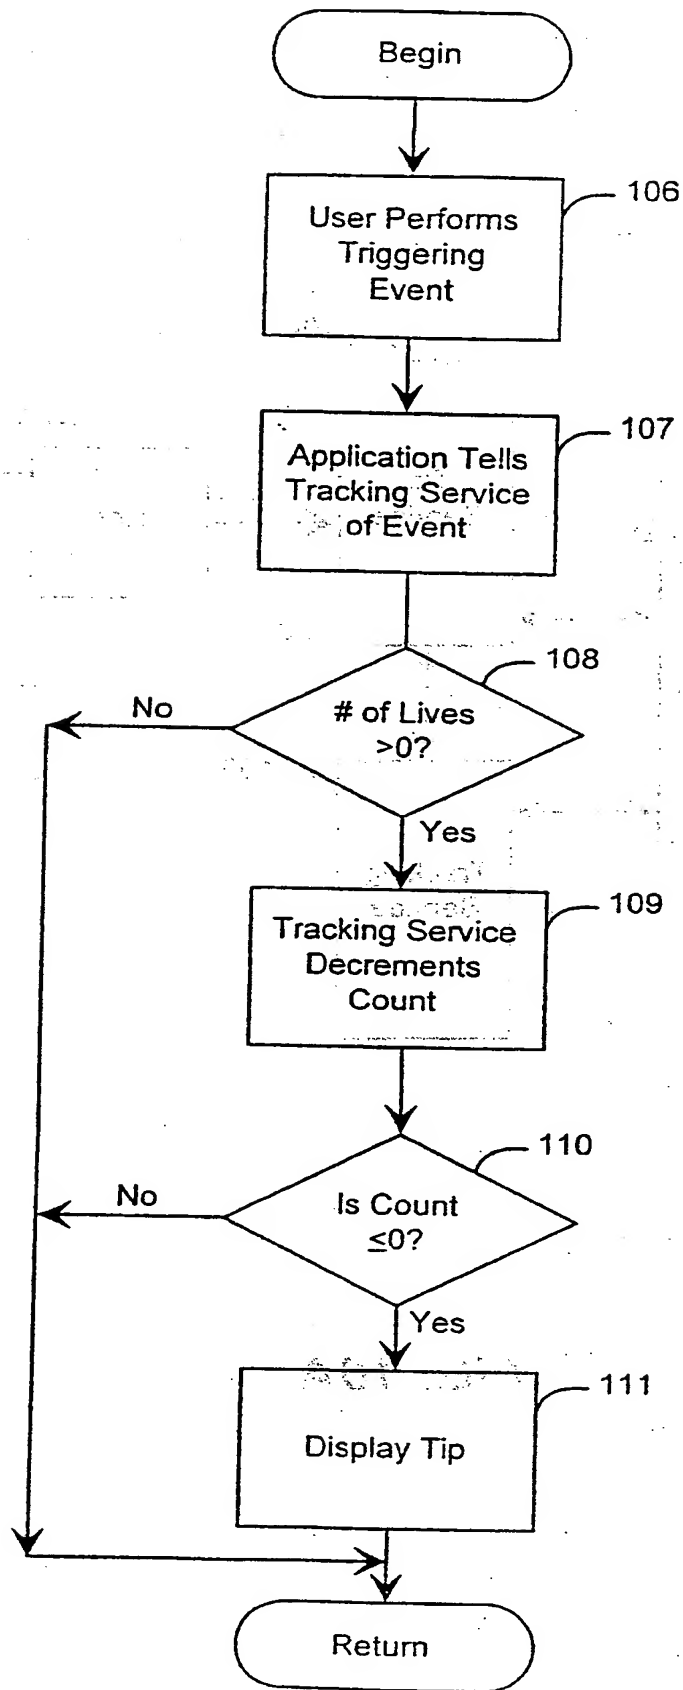 Begin
106
User Performs
Triggering
Event
107
Application Tells
Tracking Service
of Event
108
# of Lives
>0?
No
Yes
109
Tracking Service
Decrements
Count
110
Is Count
≤0?
No
Yes
111
Display Tip
Return